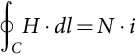 ∮_C H · dl = N · i